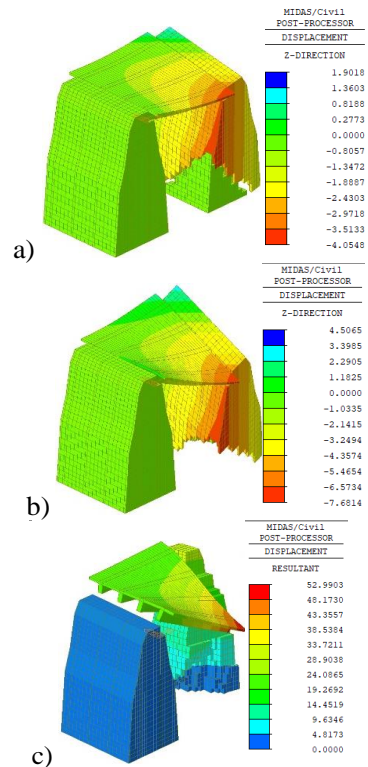 MIDAS/Civil
POST-PROCESSOR
DISPLACEMENT
Z-DIRECTION
1.9018
1.3603
0.8188
0.2773
0.0000
-0.8057
-1.3472
-1.8887
-2.4303
-2.9718
-3.5133
-4.0548
a)
MIDAS/Civil
POST-PROCESSOR
DISPLACEMENT
Z-DIRECTION
4.5065
3.3985
2.2905
1.1825
0.0000
-1.0335
-2.1415
-3.2494
-4.3574
-5.4654
-6.5734
-7.6814
b)
MIDAS/Civil
POST-PROCESSOR
DISPLACEMENT
RESULTANT
52.9903
48.1730
43.3557
38.5384
33.7211
28.9038
24.0865
19.2692
14.4519
9.6346
4.8173
0.0000
c)